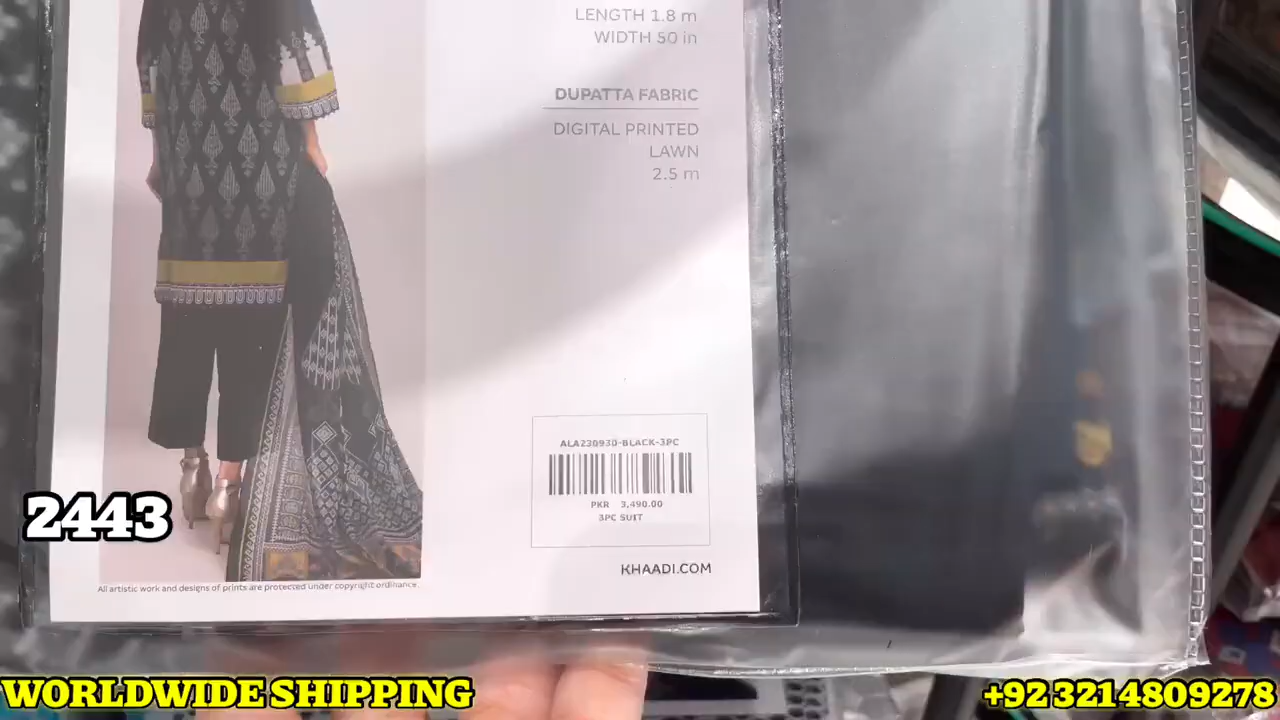 LENGTH 1.8 m
WIDTH 50 in
DUPATTA FABRIC
DIGITAL PRINTED
LAWN
2.5 m
ALA230930-BLACK-3PC
PKR 3,490.00
3PC SUIT
KHAADI.COM
All artistic work and designs of prints are protected under copyright ordinance.
2443
WORLDWIDE SHIPPING
+92 3214809278